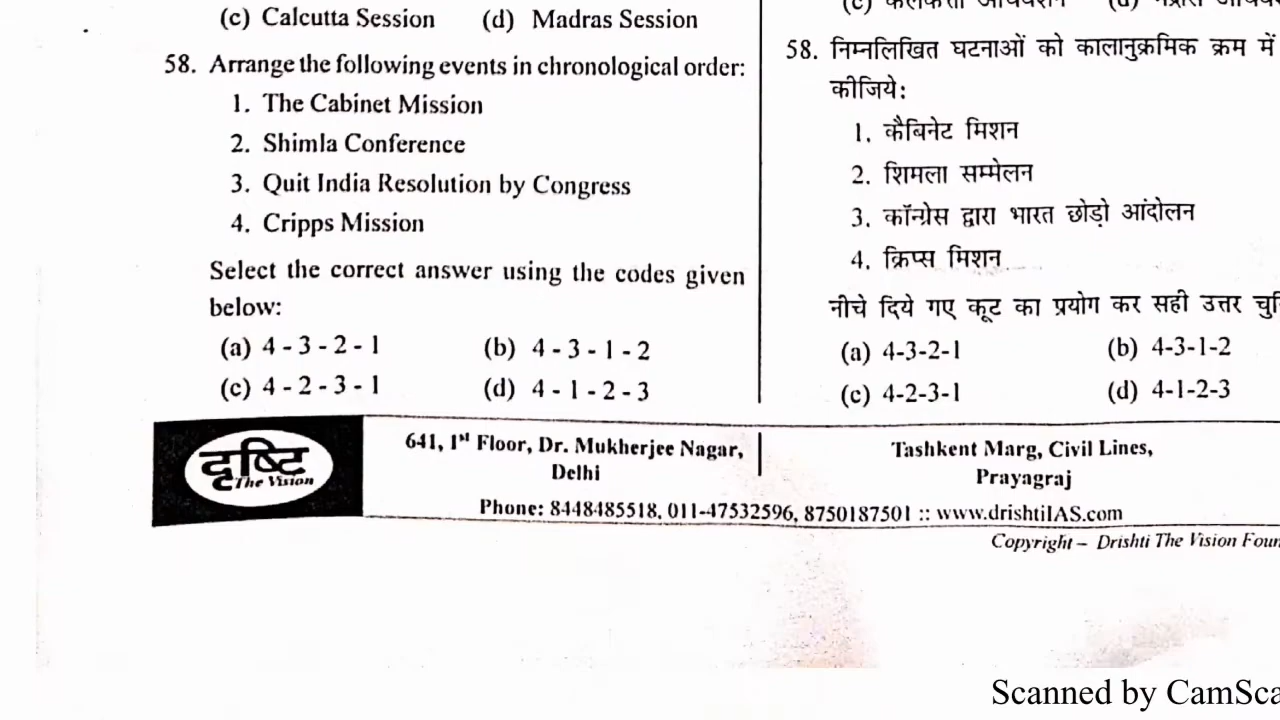 (c) Calcutta Session (d) Madras Session
58. Arrange the following events in chronological order:
1. The Cabinet Mission
2. Shimla Conference
3. Quit India Resolution by Congress
4. Cripps Mission
Select the correct answer using the codes given
below:
(a) 4 - 3 - 2 - 1 (b) 4 - 3 - 1 - 2
(c) 4 - 2 - 3 - 1 (d) 4 - 1 - 2 - 3
58. निम्नलिखित घटनाओं को कालानुक्रमिक क्रम में
कीजिये:
1. कैबिनेट मिशन
2. शिमला सम्मेलन
3. कॉन्ग्रेस द्वारा भारत छोड़ो आंदोलन
4. क्रिप्स मिशन
नीचे दिये गए कूट का प्रयोग कर सही उत्तर
(a) 4-3-2-1 (b) 4-3-1-2
(c) 4-2-3-1 (d) 4-1-2-3
दृष्टि
The Vision
641, 1st Floor, Dr. Mukherjee Nagar,
Delhi
Tashkent Marg, Civil Lines,
Prayagraj
Phone: 8448485518, 011-47532596, 8750187501 :: www.drishtiIAS.com
Copyright – Drishti The Vision
Scanned by